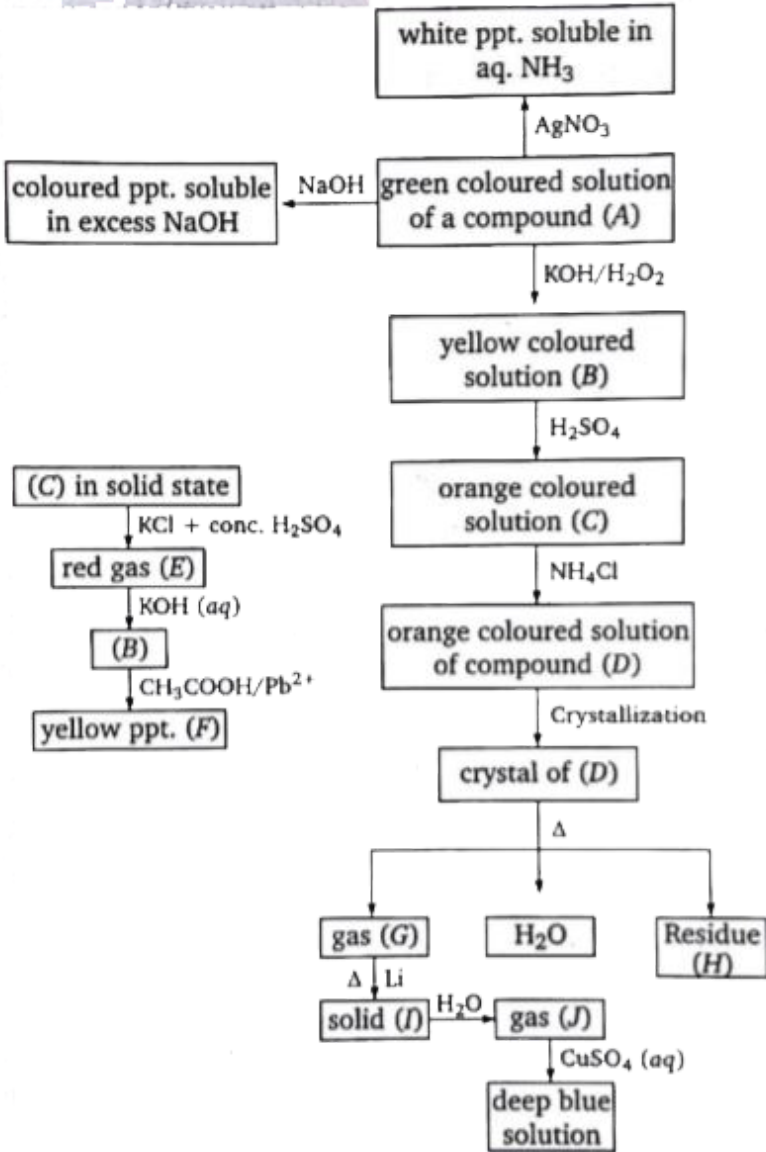 white ppt. soluble in
aq. NH₃
AgNO₃
coloured ppt. soluble
in excess NaOH
NaOH
green coloured solution
of a compound (A)
KOH/H₂O₂
yellow coloured
solution (B)
H₂SO₄
orange coloured
solution (C)
NH₄Cl
orange coloured solution
of compound (D)
Crystallization
crystal of (D)
Δ
(C) in solid state
KCl + conc. H₂SO₄
red gas (E)
KOH (aq)
(B)
CH₃COOH/Pb²⁺
yellow ppt. (F)
gas (G)
H₂O
Residue
(H)
Δ Li
solid (I)
H₂O
gas (J)
CuSO₄ (aq)
deep blue
solution